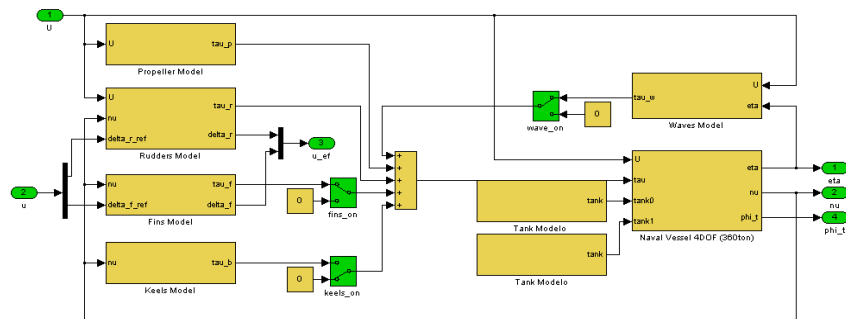 1
U
U
tau_p
Propeller Model
U
nu
delta_r_ref
tau_r
delta_r
Rudders Model
3
u_ef
2
u
nu
delta_f_ref
tau_f
delta_f
Fins Model
0
fins_on
nu
tau_b
Keels Model
0
keels_on
+
+
+
+
+
wave_on
0
tau_w
U
eta
Waves Model
tank
Tank Modelo
tank
Tank Modelo
U
tau
tank0
tank1
eta
nu
phi_t
Naval Vessel 4DOF (360ton)
1
eta
2
nu
4
phi_t